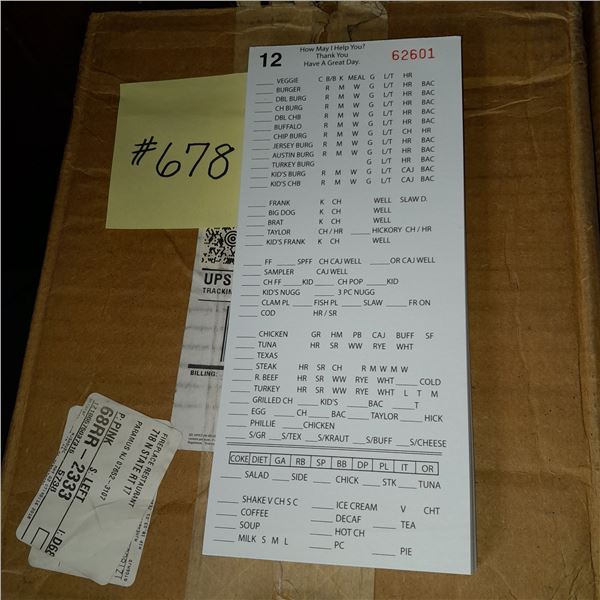 #678
12
How May I Help You?
Thank You
Have A Great Day.
62601
VEGGIE C B/B K MEAL G L/T HR
BURGER R M W G L/T HR BAC
DBL BURG R M W G L/T HR BAC
CH BURG R M W G L/T HR BAC
DBL CHB R M W G L/T HR BAC
BUFFALO R M W G L/T HR BAC
CHIP BURG R M W G L/T CH HR
JERSEY BURG R M W G L/T HR BAC
AUSTIN BURG R M W G L/T HR BAC
TURKEY BURG G L/T HR BAC
KID'S BURG R M W G L/T CAJ BAC
KID'S CHB R M W G L/T CAJ BAC
FRANK K CH WELL SLAW D.
BIG DOG K CH WELL
BRAT K CH WELL
TAYLOR CH / HR HICKORY CH / HR
KID'S FRANK K CH WELL
FF SPFF CH CAJ WELL OR CAJ WELL
SAMPLER CAJ WELL
CH FF KID CH POP KID
KID'S NUGG 3 PC NUGG
CLAM PL FISH PL SLAW FR ON
COD HR / SR
CHICKEN GR HM PB CAJ BUFF SF
TUNA HR SR WW RYE WHT
TEXAS
STEAK HR SR CH R M W M W
R. BEEF HR SR WW RYE WHT COLD
TURKEY HR SR WW RYE WHT L T M
GRILLED CH KID'S BAC T
EGG CH BAC TAYLOR HICK
PHILLIE CHICKEN
S/GR S/TEX S/KRAUT S/BUFF S/CHEESE
COKE DIET GA RB SP BB DP PL IT OR
SALAD SIDE CHICK STK TUNA
SHAKE V CH S C ICE CREAM V CHT
COFFEE DECAF TEA
SOUP HOT CH
MILK S M L PC PIE
UPS
TRACKIN
BILLING:
FIREPLACE RESTAURANT
718 N STATE RT 17
PARAMUS NJ 07652-3107
P. PINK S. LEFT
68RR - 2333
538